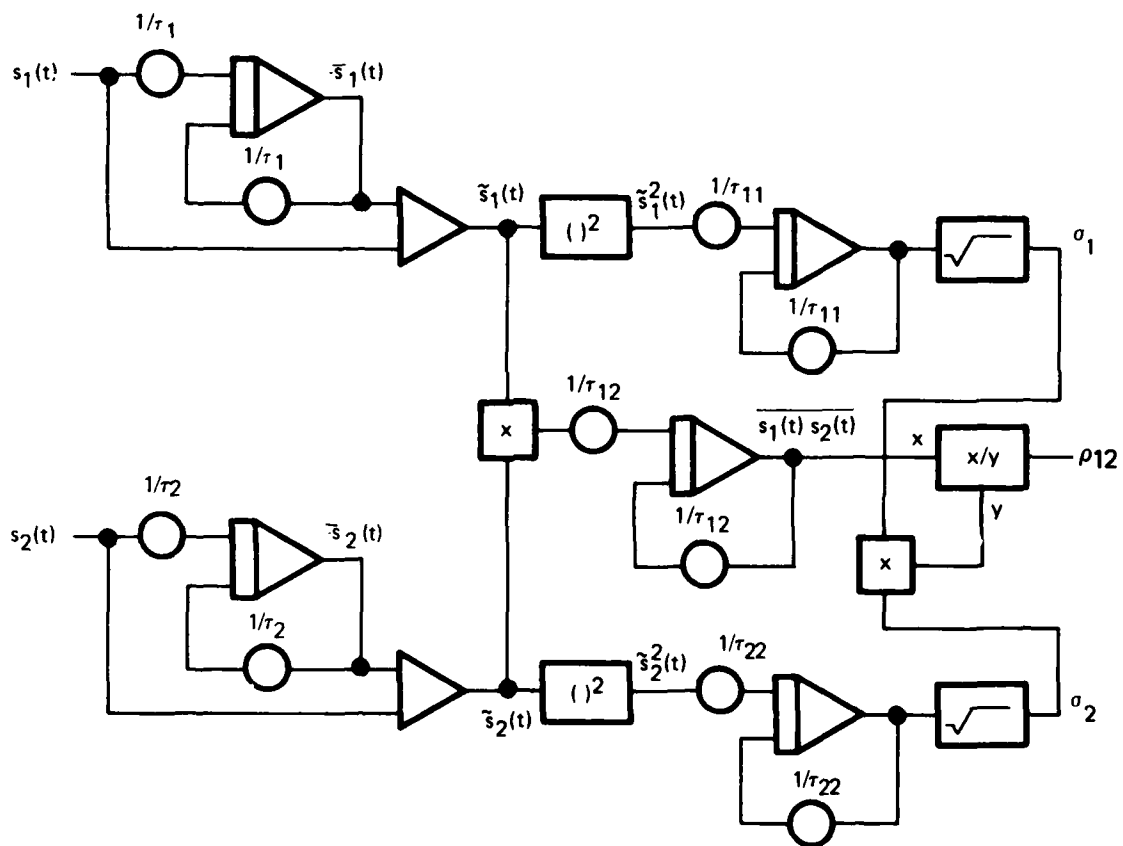 1/τ1
s1(t)
-s̅1(t)
1/τ1
s̃1(t)
( )²
s̃1²(t)
1/τ11
√
σ1
1/τ11
1/τ12
x
s1(t) s2(t)
x
x/y
ρ12
y
1/τ12
x
1/τ2
s2(t)
-s̅2(t)
1/τ2
s̃2(t)
( )²
s̃2²(t)
1/τ22
√
σ2
1/τ22